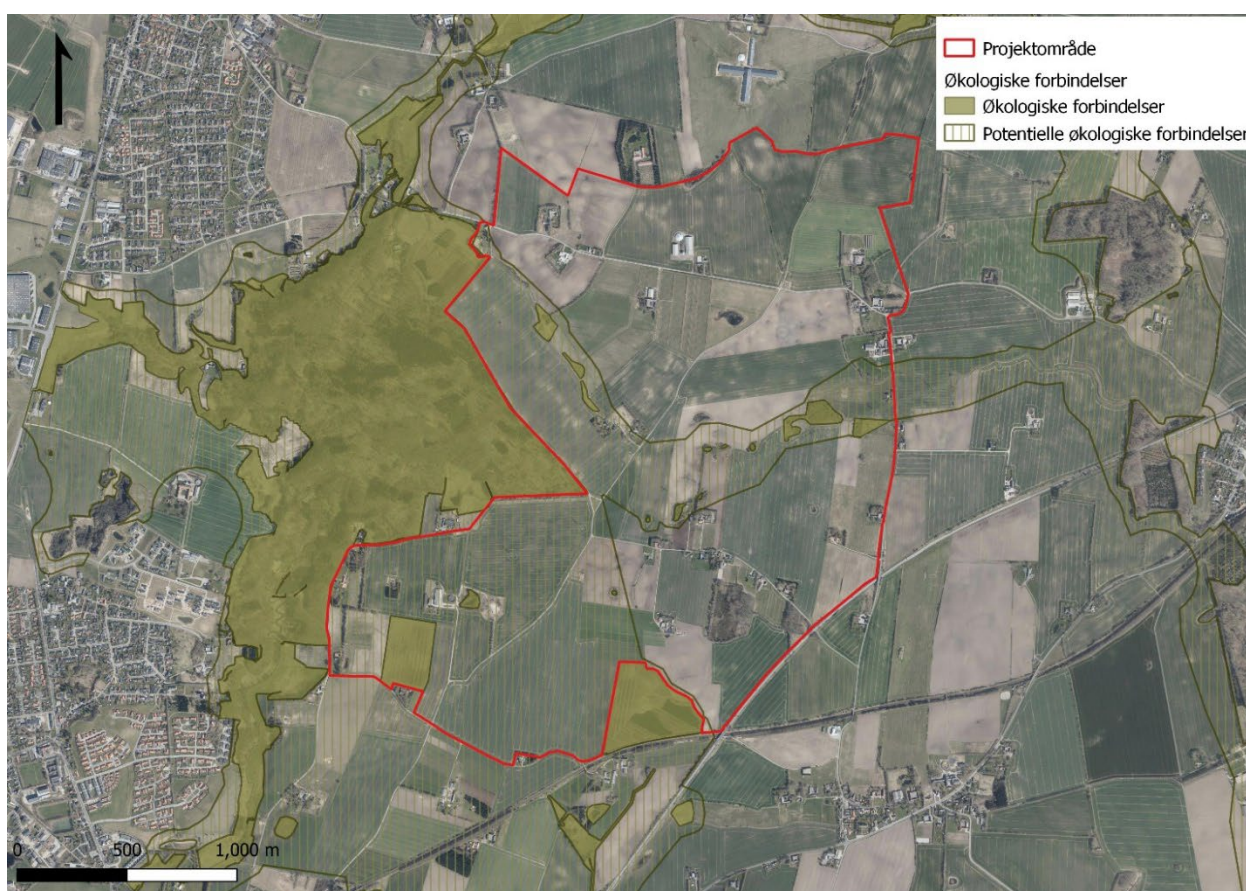 Projektområde
Økologiske forbindelser
Økologiske forbindelser
Potentielle økologiske forbindelser
0 500 1,000 m